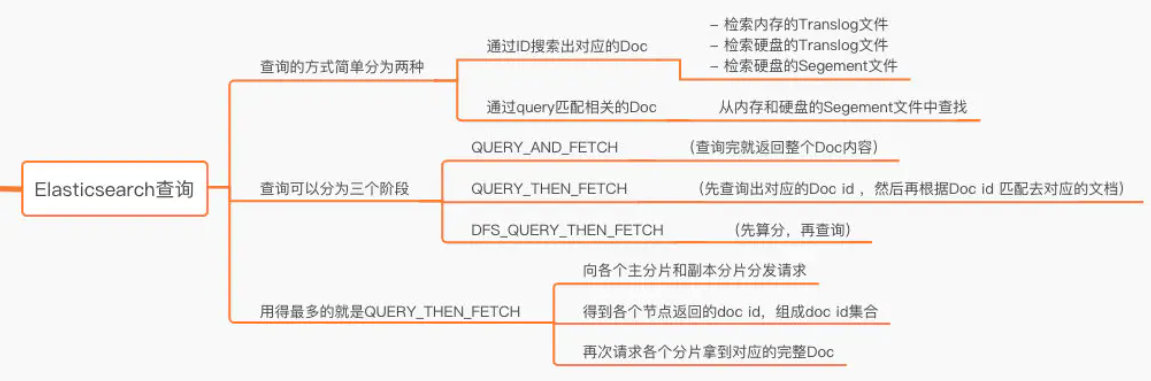 Elasticsearch查询
查询的方式简单分为两种
通过ID搜索出对应的Doc
- 检索内存的Translog文件
- 检索硬盘的Translog文件
- 检索硬盘的Segement文件
通过query匹配相关的Doc
从内存和硬盘的Segement文件中查找
查询可以分为三个阶段
QUERY_AND_FETCH
（查询完就返回整个Doc内容）
QUERY_THEN_FETCH
（先查询出对应的Doc id ，然后再根据Doc id 匹配去对应的文档）
DFS_QUERY_THEN_FETCH
（先算分，再查询）
用得最多的就是QUERY_THEN_FETCH
向各个主分片和副本分片分发请求
得到各个节点返回的doc id，组成doc id集合
再次请求各个分片拿到对应的完整Doc